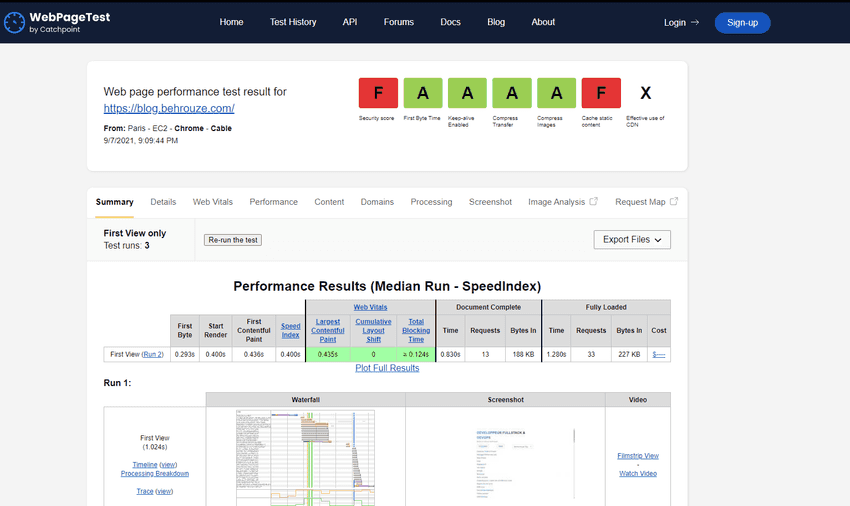 WebPageTest
by Catchpoint
Home Test History API Forums Docs Blog About
Login → Sign-up
Web page performance test result for
https://blog.behrouze.com/
From: Paris - EC2 - Chrome - Cable
9/7/2021, 9:09:44 PM
F A A A A F X
Security score First Byte Time Keep-alive Enabled Compress Transfer Compress Images Cache static content Effective use of CDN
Summary Details Web Vitals Performance Content Domains Processing Screenshot Image Analysis Request Map
First View only
Test runs: 3
Re-run the test
Export Files
Performance Results (Median Run - SpeedIndex)
Web Vitals Document Complete Fully Loaded
First Byte Start Render First Contentful Paint Speed Index Largest Contentful Paint Cumulative Layout Shift Total Blocking Time Time Requests Bytes In Time Requests Bytes In Cost
First View (Run 2) 0.293s 0.400s 0.436s 0.400s 0.435s 0 ≥ 0.124s 0.830s 13 188 KB 1.280s 33 227 KB $----
Plot Full Results
Run 1:
Waterfall Screenshot Video
First View
(1.024s)
Timeline (view)
Processing Breakdown
Trace (view)
DEVELOPPEUR FULLSTACK &
DEVOPS
Filmstrip View
-
Watch Video